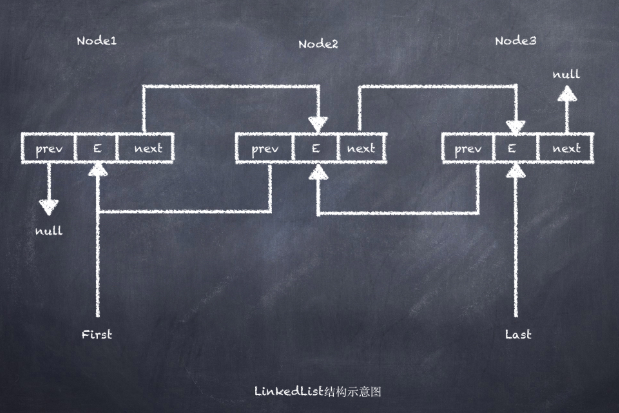 Node1
Node2
Node3
null
prev E next
prev E next
prev E next
null
First
Last
LinkedList结构示意图